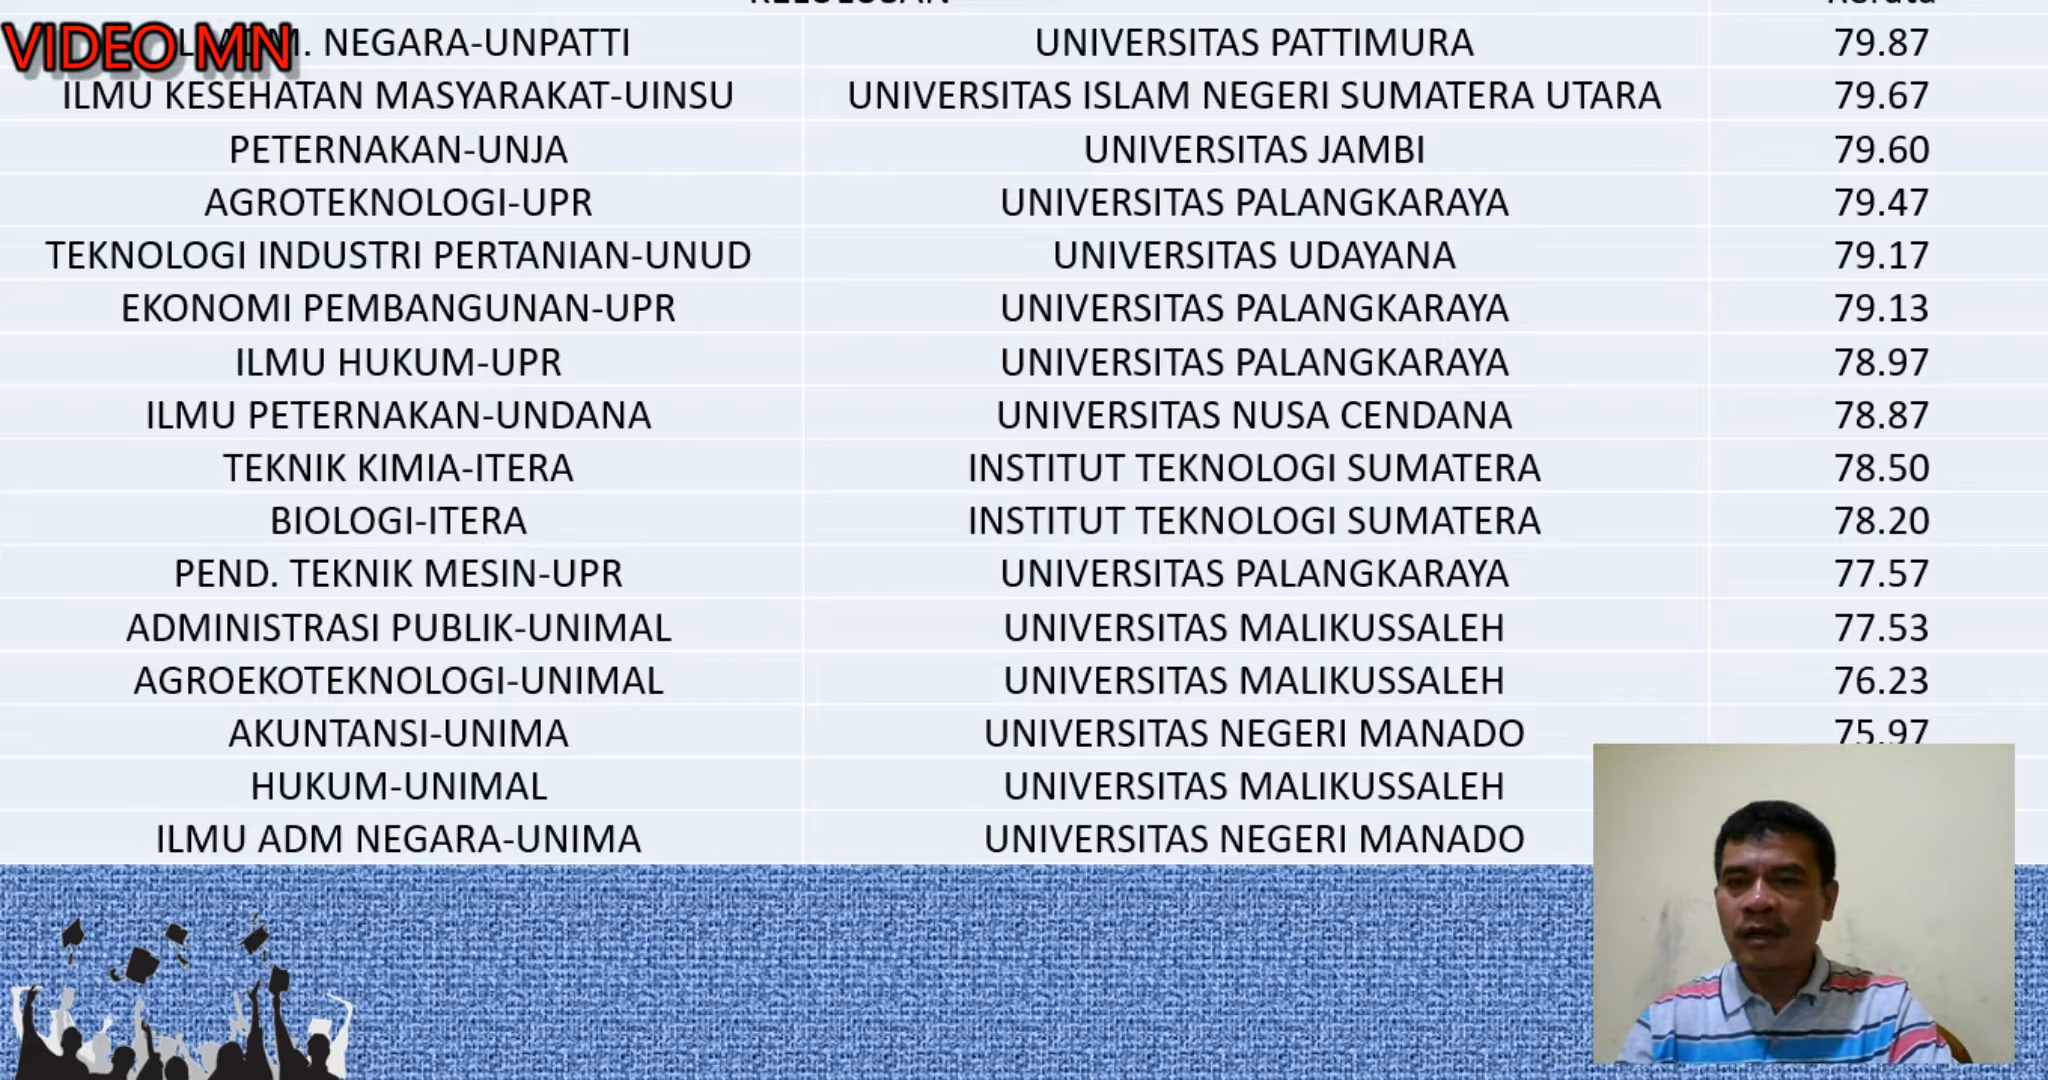 VIDEO MN
NEGARA-UNPATTI UNIVERSITAS PATTIMURA 79.87
ILMU KESEHATAN MASYARAKAT-UINSU UNIVERSITAS ISLAM NEGERI SUMATERA UTARA 79.67
PETERNAKAN-UNJA UNIVERSITAS JAMBI 79.60
AGROTEKNOLOGI-UPR UNIVERSITAS PALANGKARAYA 79.47
TEKNOLOGI INDUSTRI PERTANIAN-UNUD UNIVERSITAS UDAYANA 79.17
EKONOMI PEMBANGUNAN-UPR UNIVERSITAS PALANGKARAYA 79.13
ILMU HUKUM-UPR UNIVERSITAS PALANGKARAYA 78.97
ILMU PETERNAKAN-UNDANA UNIVERSITAS NUSA CENDANA 78.87
TEKNIK KIMIA-ITERA INSTITUT TEKNOLOGI SUMATERA 78.50
BIOLOGI-ITERA INSTITUT TEKNOLOGI SUMATERA 78.20
PEND. TEKNIK MESIN-UPR UNIVERSITAS PALANGKARAYA 77.57
ADMINISTRASI PUBLIK-UNIMAL UNIVERSITAS MALIKUSSALEH 77.53
AGROEKOTEKNOLOGI-UNIMAL UNIVERSITAS MALIKUSSALEH 76.23
AKUNTANSI-UNIMA UNIVERSITAS NEGERI MANADO 75.97
HUKUM-UNIMAL UNIVERSITAS MALIKUSSALEH
ILMU ADM NEGARA-UNIMA UNIVERSITAS NEGERI MANADO